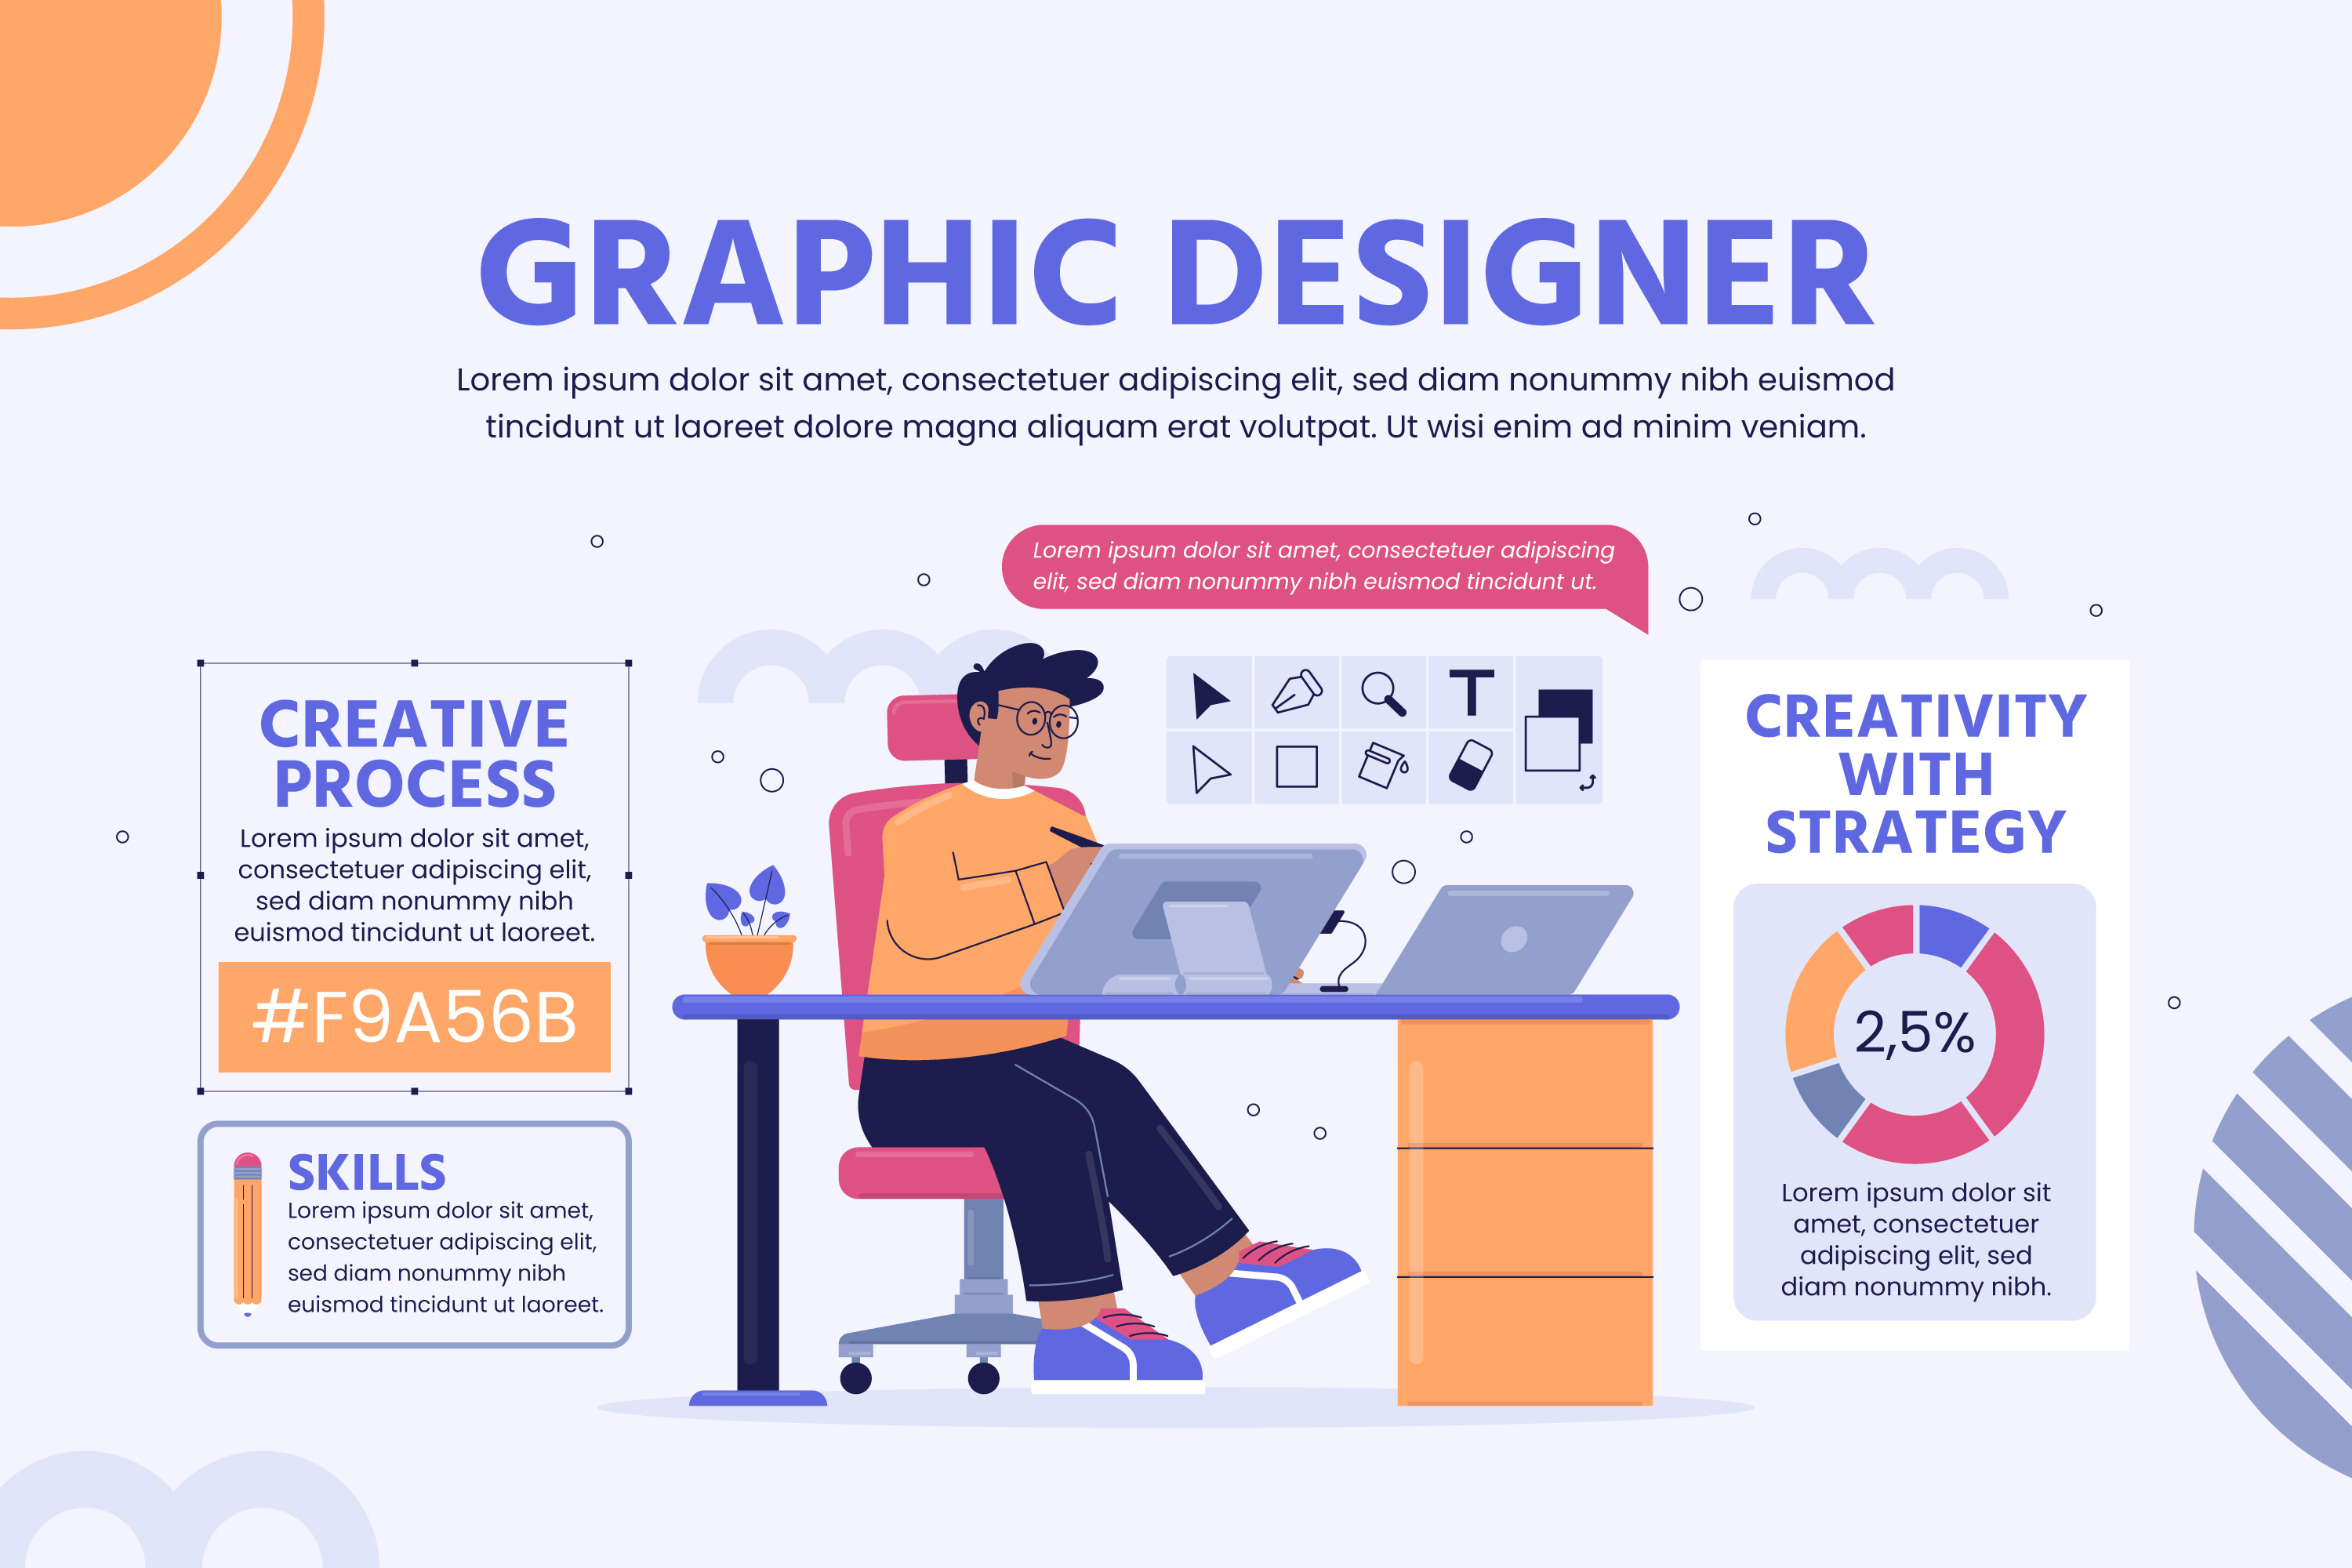 GRAPHIC DESIGNER
Lorem ipsum dolor sit amet, consectetuer adipiscing elit, sed diam nonummy nibh euismod
tincidunt ut laoreet dolore magna aliquam erat volutpat. Ut wisi enim ad minim veniam.
Lorem ipsum dolor sit amet, consectetuer adipiscing
elit, sed diam nonummy nibh euismod tincidunt ut.
CREATIVE
PROCESS
Lorem ipsum dolor sit amet,
consectetuer adipiscing elit,
sed diam nonummy nibh
euismod tincidunt ut laoreet.
#F9A56B
SKILLS
Lorem ipsum dolor sit amet,
consectetuer adipiscing elit,
sed diam nonummy nibh
euismod tincidunt ut laoreet.
T
CREATIVITY
WITH
STRATEGY
2,5%
Lorem ipsum dolor sit
amet, consectetuer
adipiscing elit, sed
diam nonummy nibh.